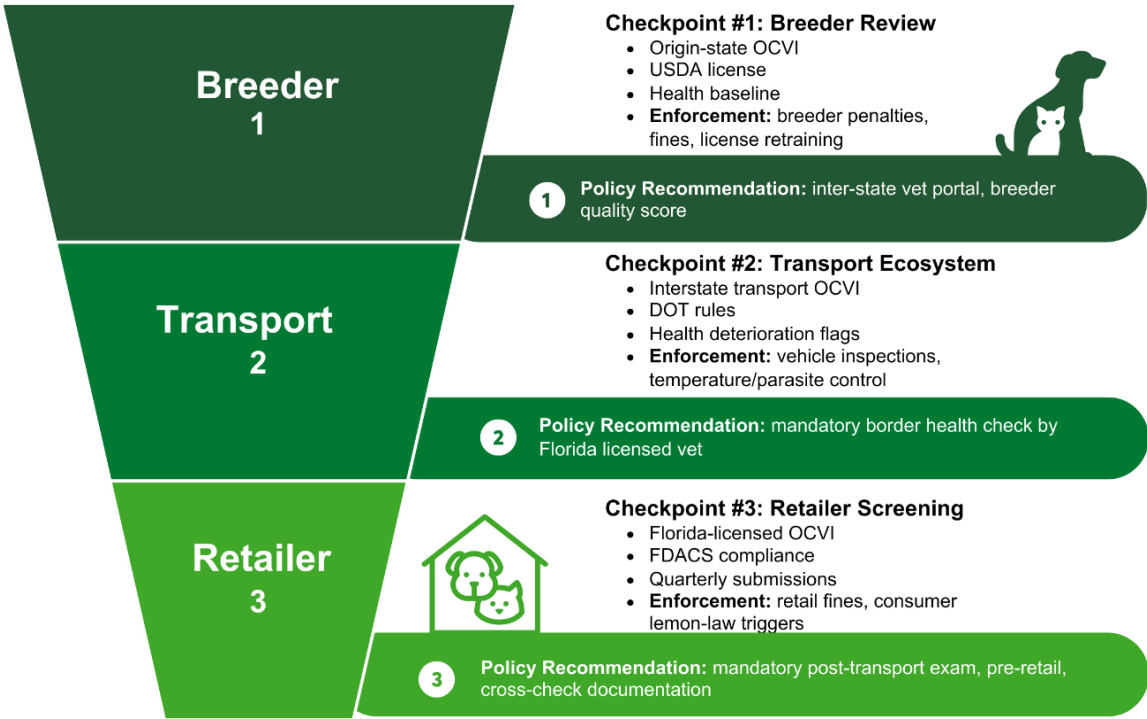 Breeder
1
Checkpoint #1: Breeder Review
• Origin-state OCVI
• USDA license
• Health baseline
• Enforcement: breeder penalties,
fines, license retraining
1
Policy Recommendation: inter-state vet portal, breeder
quality score
Transport
2
Checkpoint #2: Transport Ecosystem
• Interstate transport OCVI
• DOT rules
• Health deterioration flags
• Enforcement: vehicle inspections,
temperature/parasite control
2
Policy Recommendation: mandatory border health check by
Florida licensed vet
Retailer
3
Checkpoint #3: Retailer Screening
• Florida-licensed OCVI
• FDACS compliance
• Quarterly submissions
• Enforcement: retail fines, consumer
lemon-law triggers
3
Policy Recommendation: mandatory post-transport exam, pre-retail,
cross-check documentation